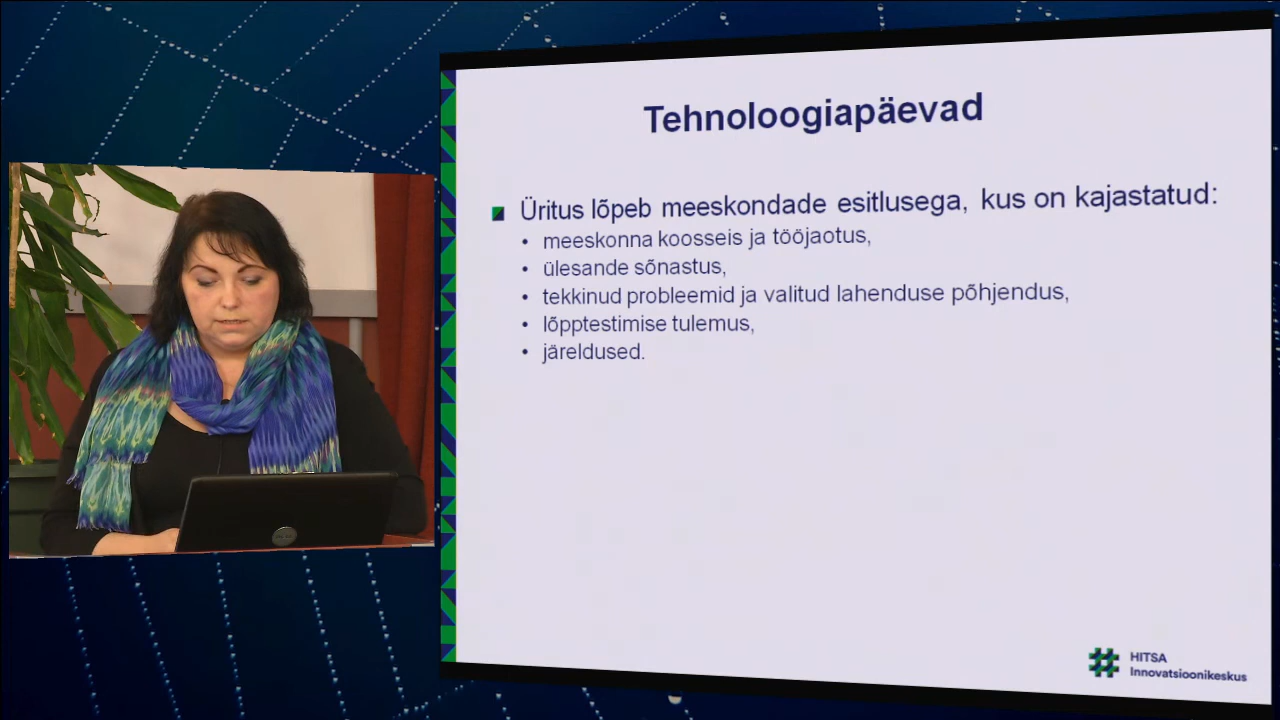 Tehnoloogiapäevad
Üritus lõpeb meeskondade esitlusega, kus on kajastatud:
• meeskonna koosseis ja tööjaotus,
• ülesande sõnastus,
• tekkinud probleemid ja valitud lahenduse põhjendus,
• lõpptestimise tulemus,
• järeldused.
HITSA
Innovatsioonikeskus